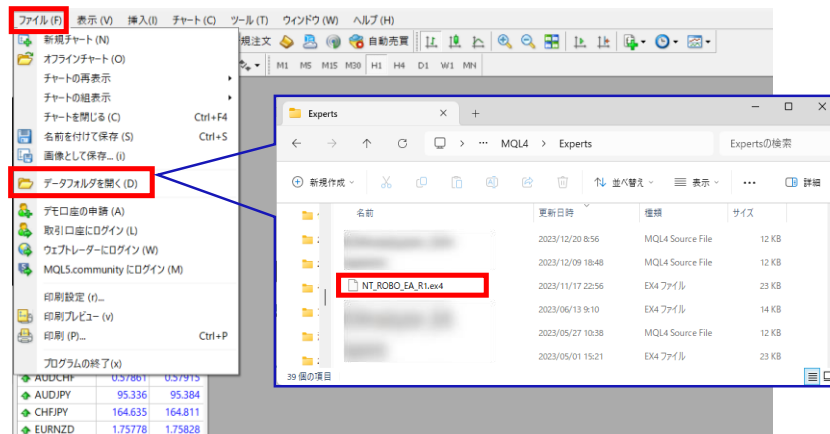 ファイル (F) 表示 (V) 挿入(I) チャート (C) ツール (T) ウィンドウ (W) ヘルプ (H)
新規チャート (N)
規注文 自動売買
オフラインチャート (O)
M1 M5 M15 M30 H1 H4 D1 W1 MN
チャートの再表示
チャートの組表示
チャートを閉じる (C) Ctrl+F4
名前を付けて保存 (S) Ctrl+S
画像として保存... (i)
データフォルダを開く (D)
デモ口座の申請 (A)
取引口座にログイン (L)
ウェブトレーダーにログイン (W)
MQL5.community にログイン (M)
印刷設定 (r)...
印刷プレビュー (v)
印刷 (P)... Ctrl+P
プログラムの終了(x)
AUDCHF 0.57861 0.57915
AUDJPY 95.336 95.384
CHFJPY 164.635 164.811
EURNZD 1.75778 1.75828
Experts
MQL4 Experts Expertsの検索
新規作成 並べ替え 表示 詳細
名前 更新日時 種類 サイズ
2023/12/20 8:56 MQL4 Source File 12 KB
2023/12/09 18:48 MQL4 Source File 12 KB
NT_ROBO_EA_R1.ex4 2023/11/17 22:56 EX4 ファイル 23 KB
2023/06/13 9:10 EX4 ファイル 14 KB
2023/05/27 10:38 MQL4 Source File 12 KB
2023/05/01 15:21 EX4 ファイル 23 KB
39 個の項目